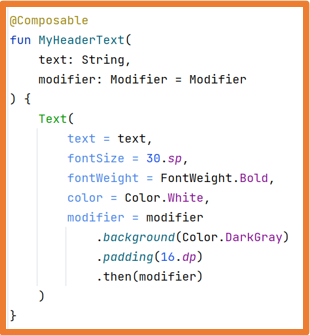 @Composable
fun MyHeaderText(
    text: String,
    modifier: Modifier = Modifier
) {
    Text(
        text = text,
        fontSize = 30.sp,
        fontWeight = FontWeight.Bold,
        color = Color.White,
        modifier = modifier
            .background(Color.DarkGray)
            .padding(16.dp)
            .then(modifier)
    )
}